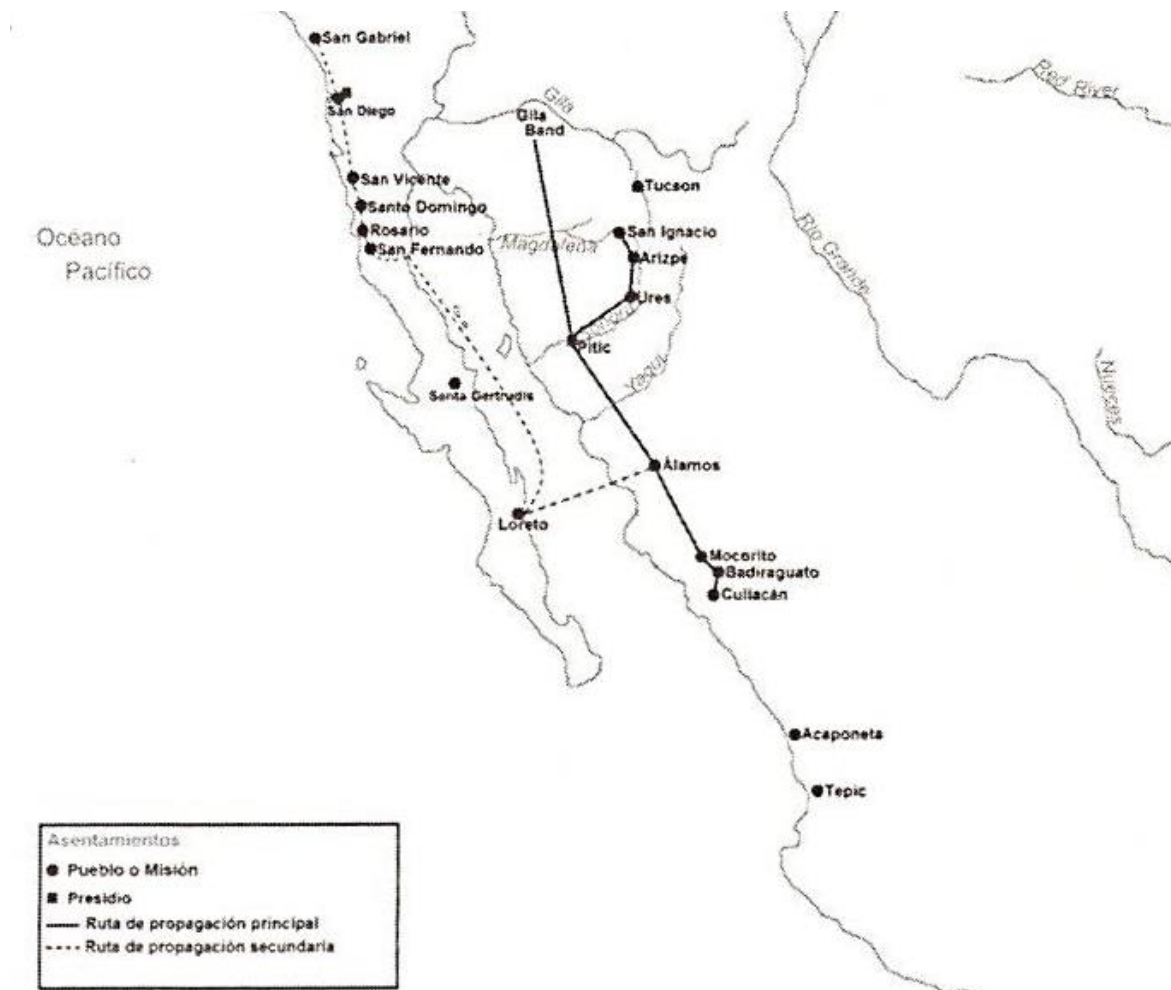 San Gabriel
San Diego
San Vicente
Santo Domingo
Rosario
San Fernando
Océano
Pacífico
Gila
Gila
Band
Tucson
San Ignacio
Magdalena
Arizpe
Ures
Pitic
Yaqui
Santa Gertrudis
Álamos
Loreto
Mocorito
Badiraguato
Culiacán
Acaponeta
Tepic
Red River
Río Grande
Nueces
Asentamientos
Pueblo o Misión
Presidio
Ruta de propagación principal
Ruta de propagación secundaria